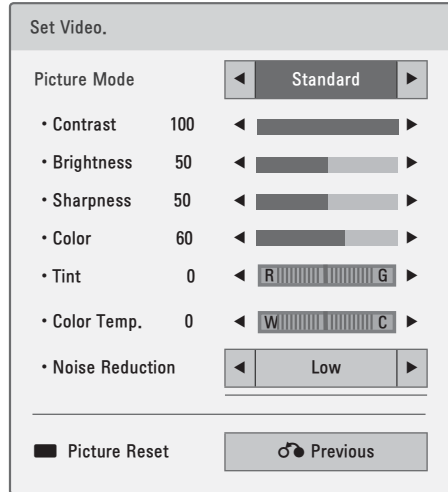 Set Video.
Picture Mode Standard
• Contrast 100
• Brightness 50
• Sharpness 50
• Color 60
• Tint 0 R G
• Color Temp. 0 W C
• Noise Reduction Low
Picture Reset Previous